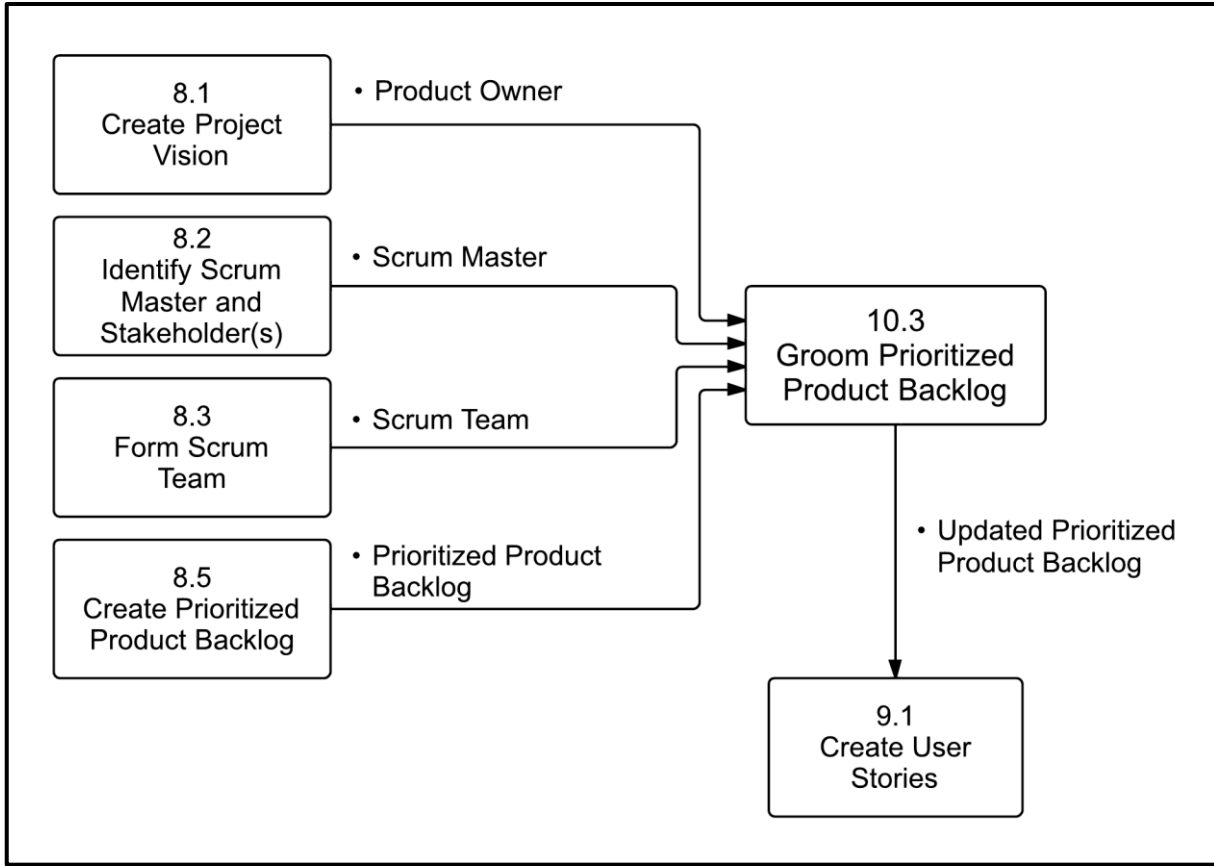 8.1
Create Project
Vision
• Product Owner
8.2
Identify Scrum
Master and
Stakeholder(s)
• Scrum Master
8.3
Form Scrum
Team
• Scrum Team
8.5
Create Prioritized
Product Backlog
• Prioritized Product
Backlog
10.3
Groom Prioritized
Product Backlog
• Updated Prioritized
Product Backlog
9.1
Create User
Stories